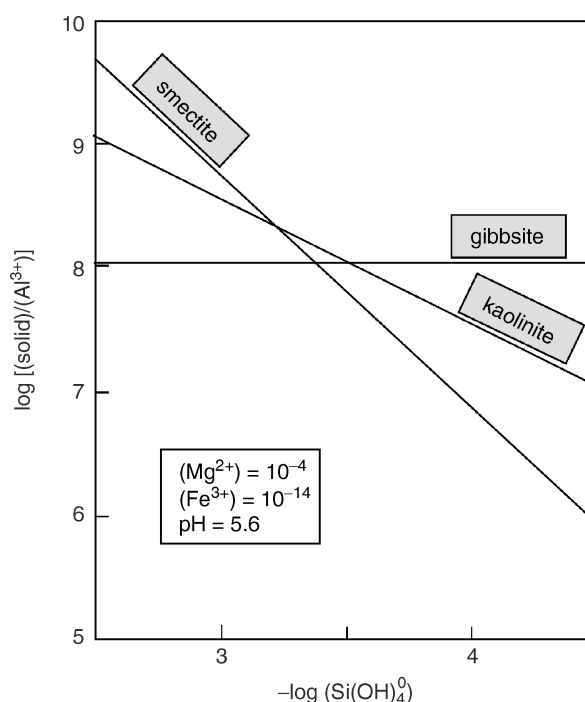 10
smectite
9
gibbsite
8
kaolinite
log [(solid)/(Al³⁺)]
7
(Mg²⁺) = 10⁻⁴
(Fe³⁺) = 10⁻¹⁴
pH = 5.6
6
5
3
4
–log (Si(OH)₄⁰)